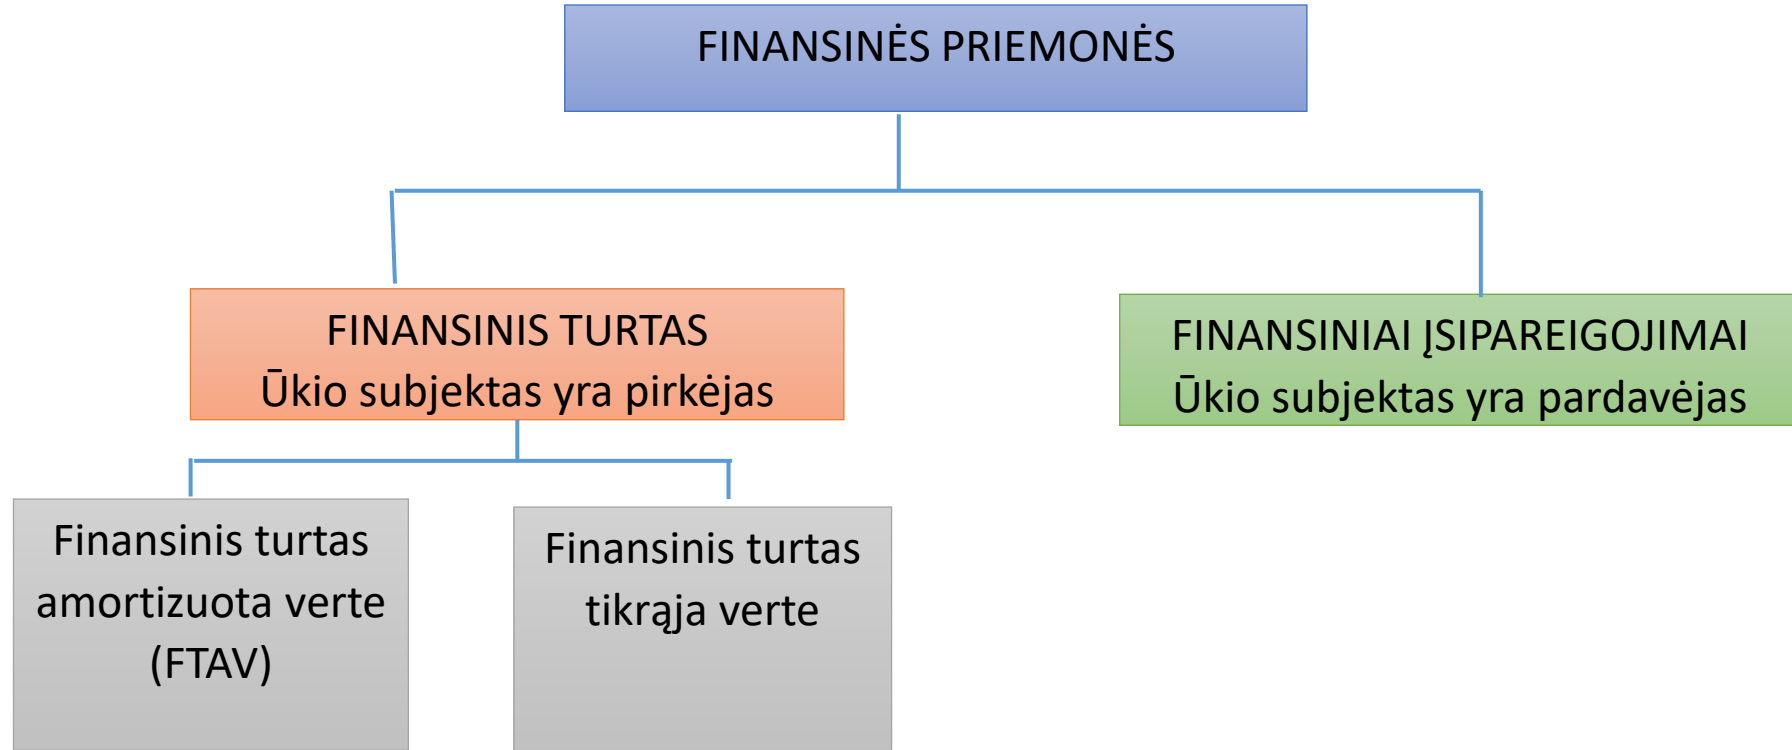 FINANSINĖS PRIEMONĖS
FINANSINIS TURTAS
Ūkio subjektas yra pirkėjas
FINANSINIAI ĮSIPAREIGOJIMAI
Ūkio subjektas yra pardavėjas
Finansinis turtas
amortizuota verte
(FTAV)
Finansinis turtas
tikrąja verte